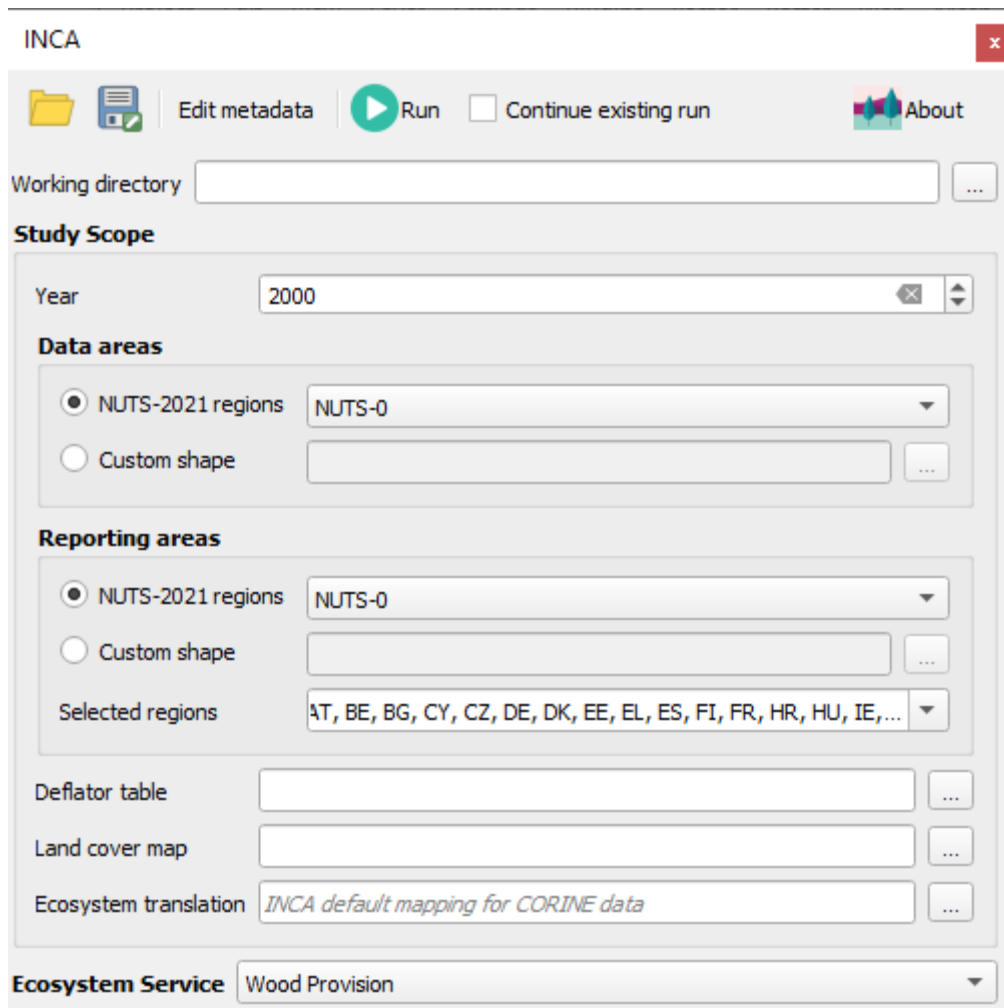 INCA
x
Edit metadata Run Continue existing run About
Working directory ...
Study Scope
Year 2000
Data areas
NUTS-2021 regions NUTS-0
Custom shape ...
Reporting areas
NUTS-2021 regions NUTS-0
Custom shape ...
Selected regions AT, BE, BG, CY, CZ, DE, DK, EE, EL, ES, FI, FR, HR, HU, IE,...
Deflator table ...
Land cover map ...
Ecosystem translation INCA default mapping for CORINE data ...
Ecosystem Service Wood Provision